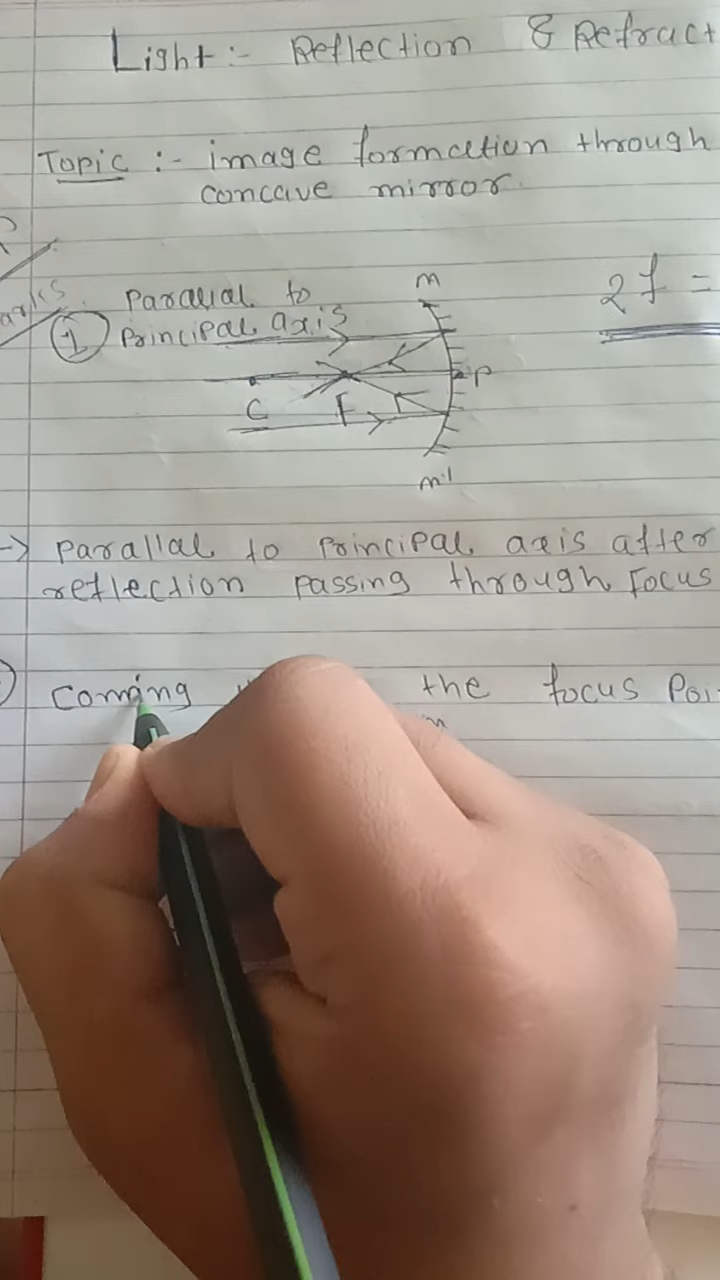 Light :- Reflection & Refract
Topic :- image formation through
concave mirror.
Parallal to
① Principal axis
M
2f =
P
C
F
M'
→ Parallal to Principal axis after
reflection passing through Focus
Coming the focus Poi